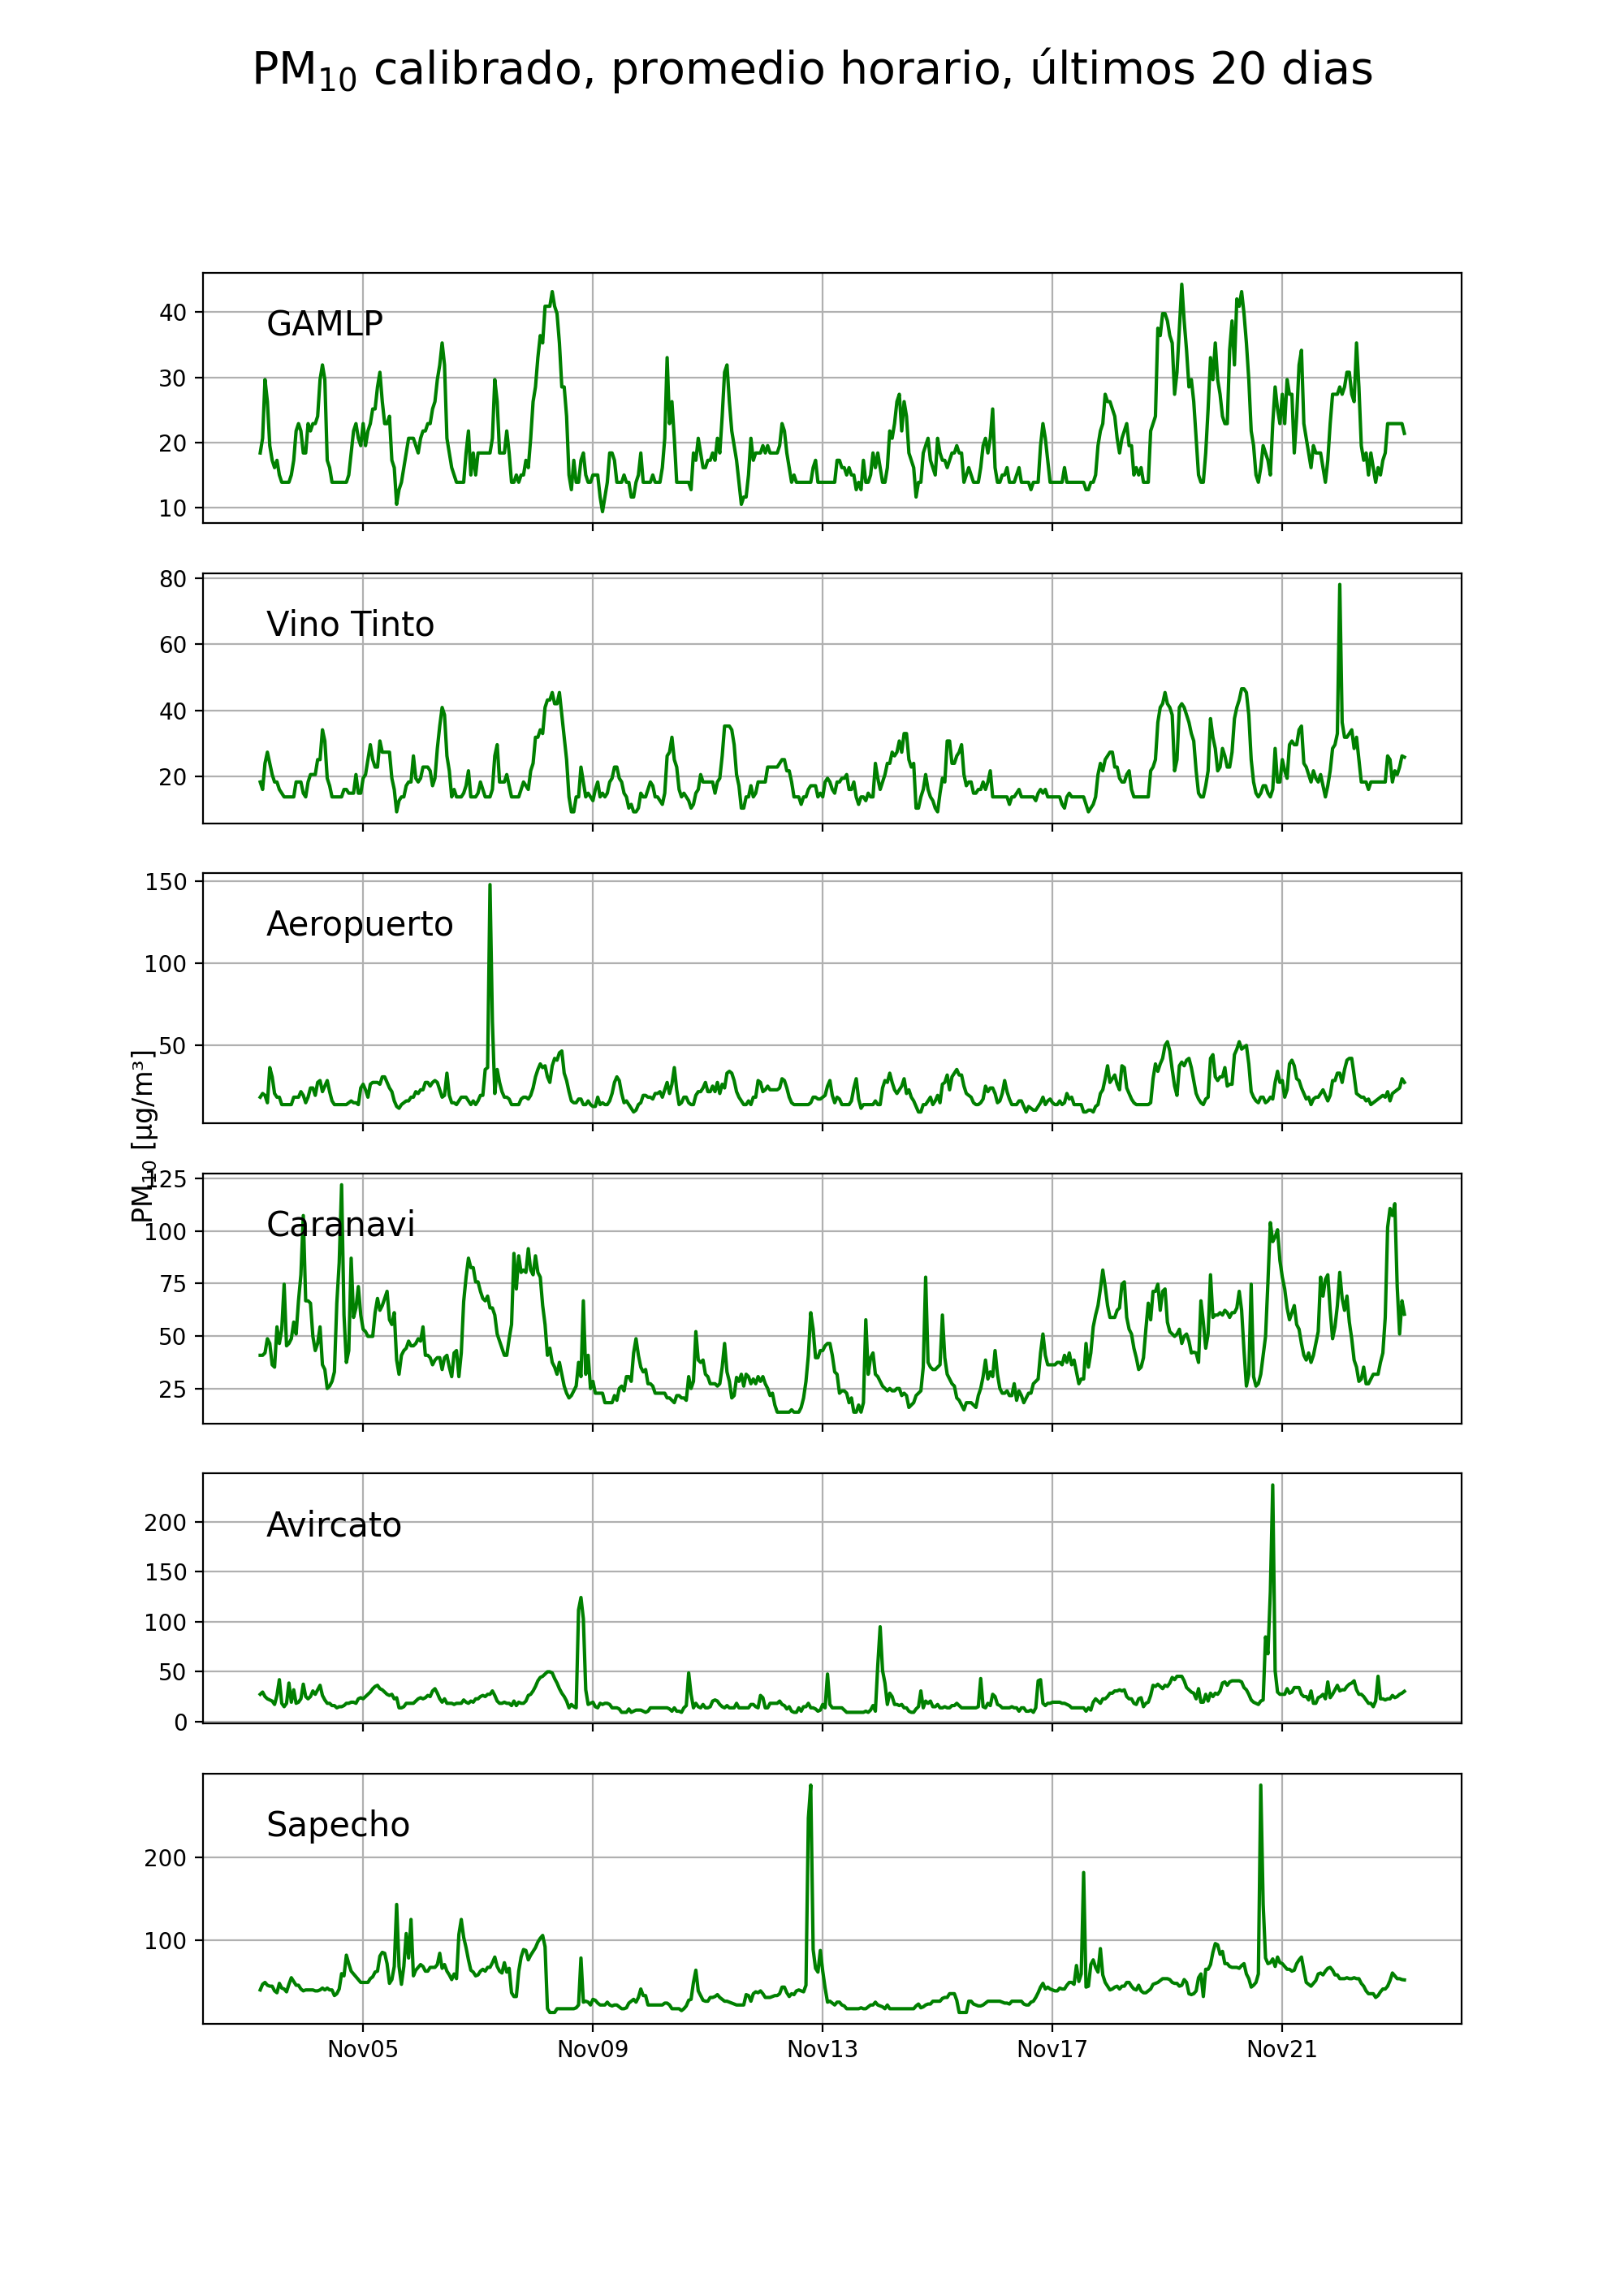 PM₁₀ calibrado, promedio horario, últimos 20 dias
GAMLP
40
30
20
10
Vino Tinto
80
60
40
20
Aeropuerto
150
100
50
PM₁₀ [µg/m³]
Caranavi
125
100
75
50
25
Avircato
200
150
100
50
0
Sapecho
200
100
Nov05 Nov09 Nov13 Nov17 Nov21